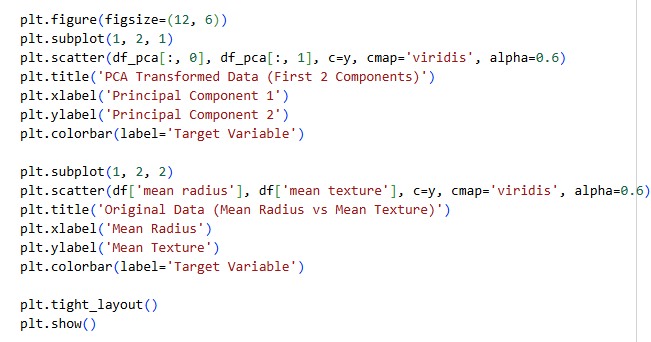 plt.figure(figsize=(12, 6))
plt.subplot(1, 2, 1)
plt.scatter(df_pca[:, 0], df_pca[:, 1], c=y, cmap='viridis', alpha=0.6)
plt.title('PCA Transformed Data (First 2 Components)')
plt.xlabel('Principal Component 1')
plt.ylabel('Principal Component 2')
plt.colorbar(label='Target Variable')

plt.subplot(1, 2, 2)
plt.scatter(df['mean radius'], df['mean texture'], c=y, cmap='viridis', alpha=0.6)
plt.title('Original Data (Mean Radius vs Mean Texture)')
plt.xlabel('Mean Radius')
plt.ylabel('Mean Texture')
plt.colorbar(label='Target Variable')

plt.tight_layout()
plt.show()